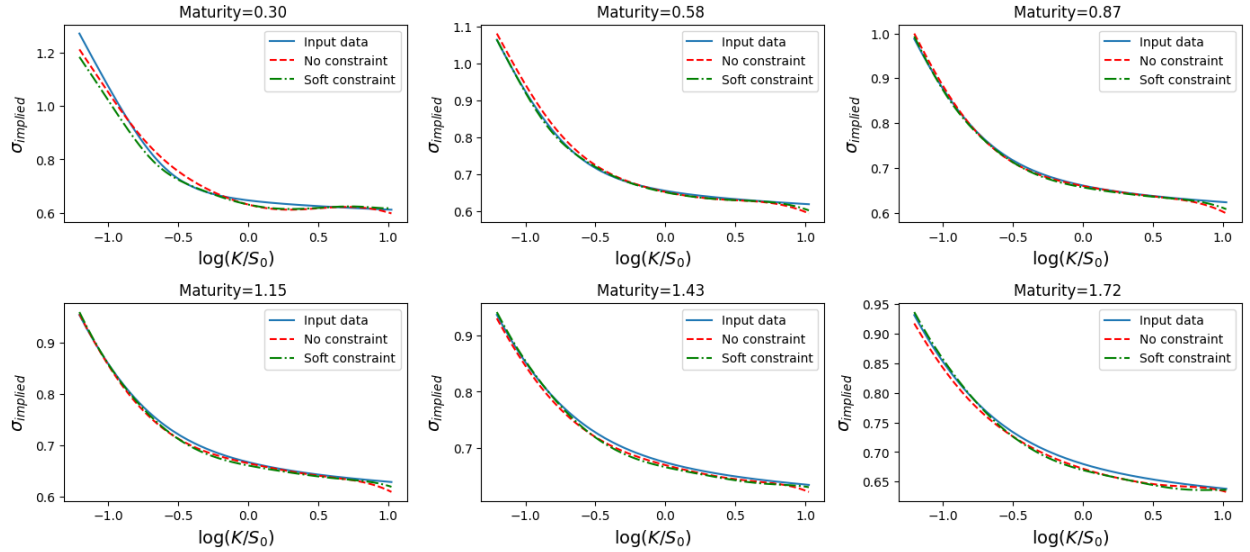 Maturity=0.30
1.2
1.0
0.8
0.6
σimplied
Input data
No constraint
Soft constraint
−1.0 −0.5 0.0 0.5 1.0
log(K/S0)
Maturity=0.58
1.1
1.0
0.9
0.8
0.7
0.6
σimplied
Input data
No constraint
Soft constraint
−1.0 −0.5 0.0 0.5 1.0
log(K/S0)
Maturity=0.87
1.0
0.9
0.8
0.7
0.6
σimplied
Input data
No constraint
Soft constraint
−1.0 −0.5 0.0 0.5 1.0
log(K/S0)
Maturity=1.15
0.9
0.8
0.7
0.6
σimplied
Input data
No constraint
Soft constraint
−1.0 −0.5 0.0 0.5 1.0
log(K/S0)
Maturity=1.43
0.9
0.8
0.7
σimplied
Input data
No constraint
Soft constraint
−1.0 −0.5 0.0 0.5 1.0
log(K/S0)
Maturity=1.72
0.95
0.90
0.85
0.80
0.75
0.70
0.65
σimplied
Input data
No constraint
Soft constraint
−1.0 −0.5 0.0 0.5 1.0
log(K/S0)